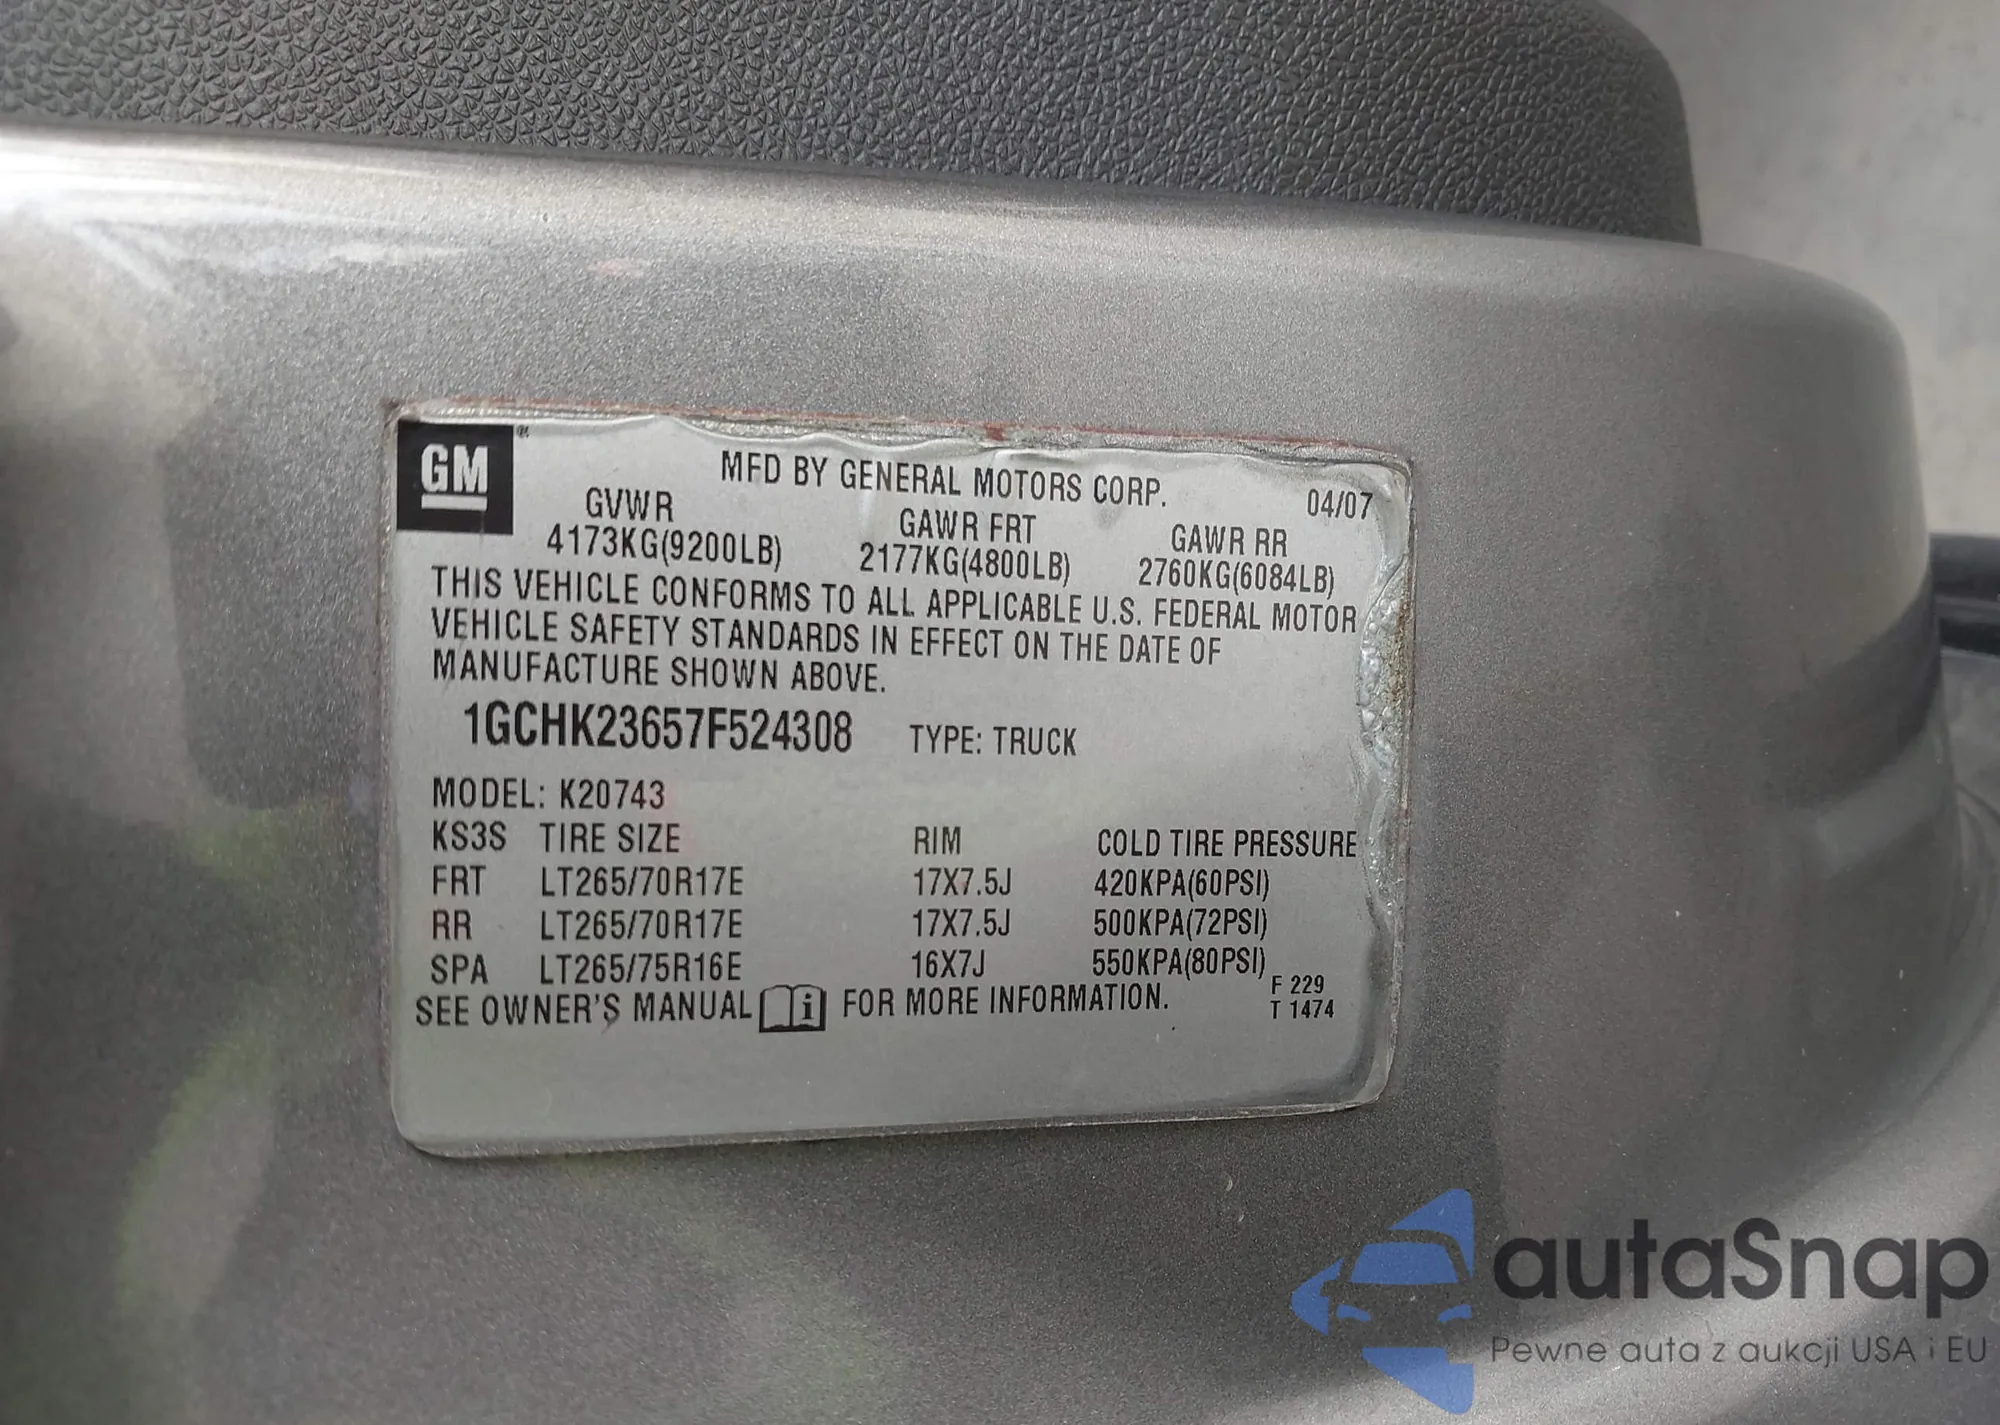 GM®
MFD BY GENERAL MOTORS CORP. 04/07
GVWR GAWR FRT GAWR RR
4173KG(9200LB) 2177KG(4800LB) 2760KG(6084LB)
THIS VEHICLE CONFORMS TO ALL APPLICABLE U.S. FEDERAL MOTOR
VEHICLE SAFETY STANDARDS IN EFFECT ON THE DATE OF
MANUFACTURE SHOWN ABOVE.
1GCHK23657F524308 TYPE: TRUCK
MODEL: K20743
KS3S TIRE SIZE RIM COLD TIRE PRESSURE
FRT LT265/70R17E 17X7.5J 420KPA(60PSI)
RR LT265/70R17E 17X7.5J 500KPA(72PSI)
SPA LT265/75R16E 16X7J 550KPA(80PSI)
SEE OWNER'S MANUAL i FOR MORE INFORMATION.
F 229
T 1474
autaSnap
Pewne auta z aukcji USA i EU